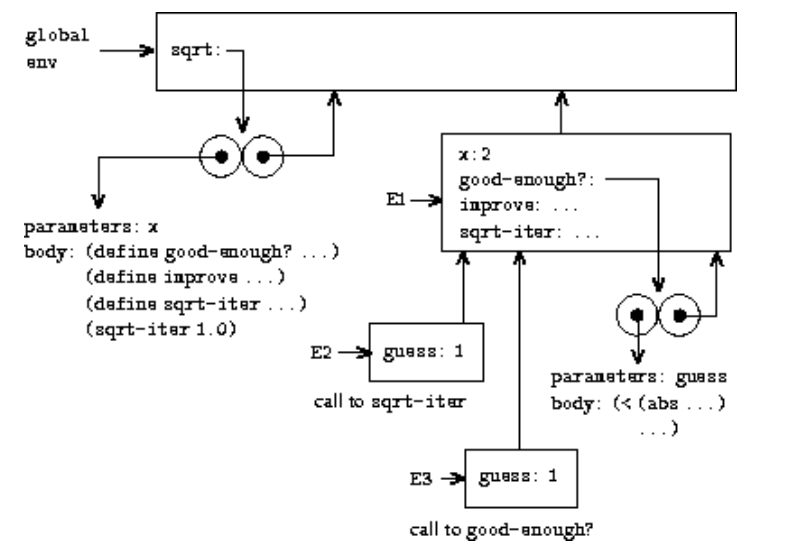 global
env
sqrt:
x:2
good-enough?:
E1
improve: ...
sqrt-iter: ...
parameters: x
body: (define good-enough? ...)
(define improve ...)
(define sqrt-iter ...)
(sqrt-iter 1.0)
E2
guess: 1
call to sqrt-iter
parameters: guess
body: (< (abs ...)
...)
E3
guess: 1
call to good-enough?